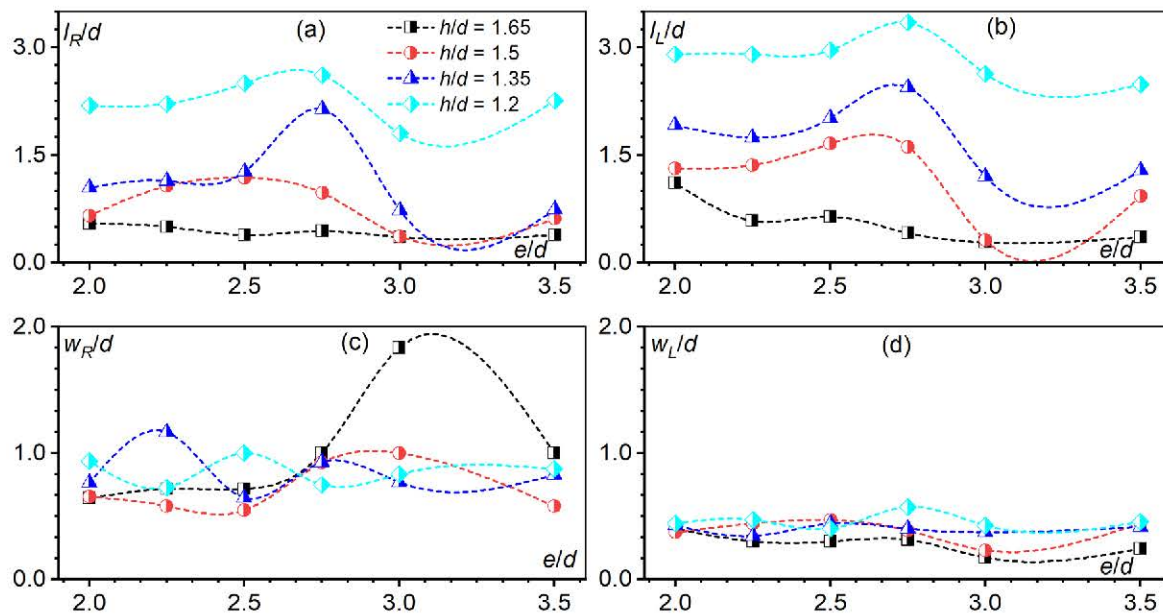 l_R/d (a) h/d = 1.65
h/d = 1.5
h/d = 1.35
h/d = 1.2
3.0
1.5
0.0
2.0 2.5 3.0 3.5
e/d
l_L/d (b)
3.0
1.5
0.0
2.0 2.5 3.0 3.5
e/d
w_R/d (c)
2.0
1.0
0.0
2.0 2.5 3.0 3.5
e/d
w_L/d (d)
2.0
1.0
0.0
2.0 2.5 3.0 3.5
e/d